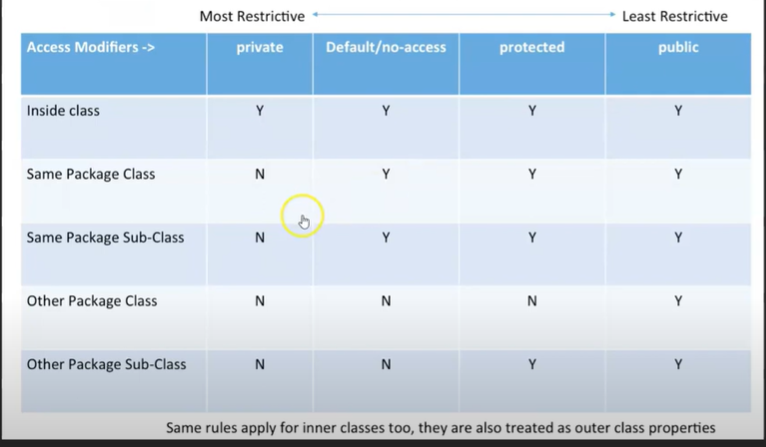 Most Restrictive Least Restrictive
Access Modifiers -> private Default/no-access protected public
Inside class Y Y Y Y
Same Package Class N Y Y Y
Same Package Sub-Class N Y Y Y
Other Package Class N N N Y
Other Package Sub-Class N N Y Y
Same rules apply for inner classes too, they are also treated as outer class properties